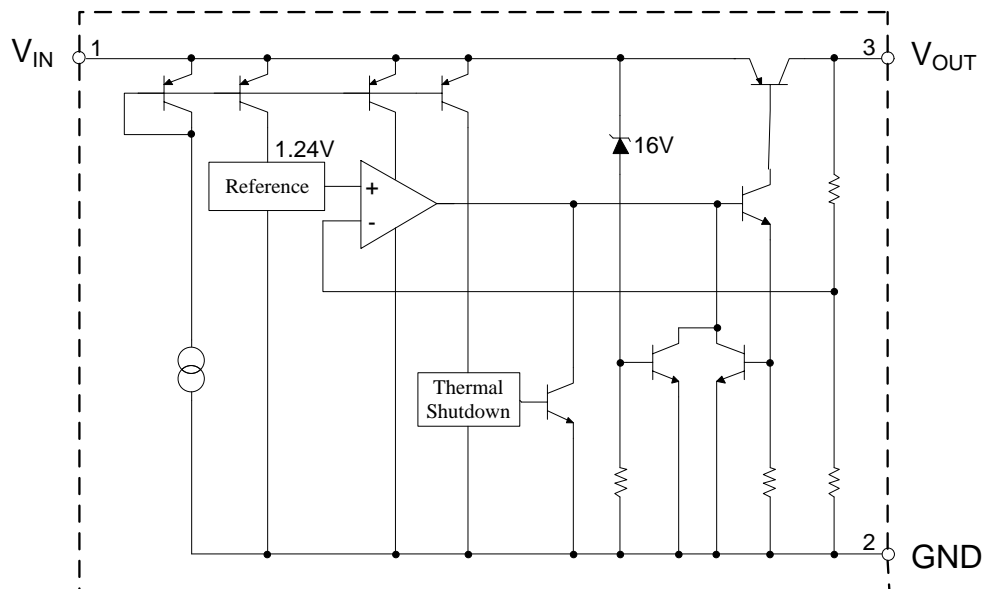 V_IN 1
3 V_OUT
1.24V
16V
Reference
+
-
Thermal
Shutdown
2 GND